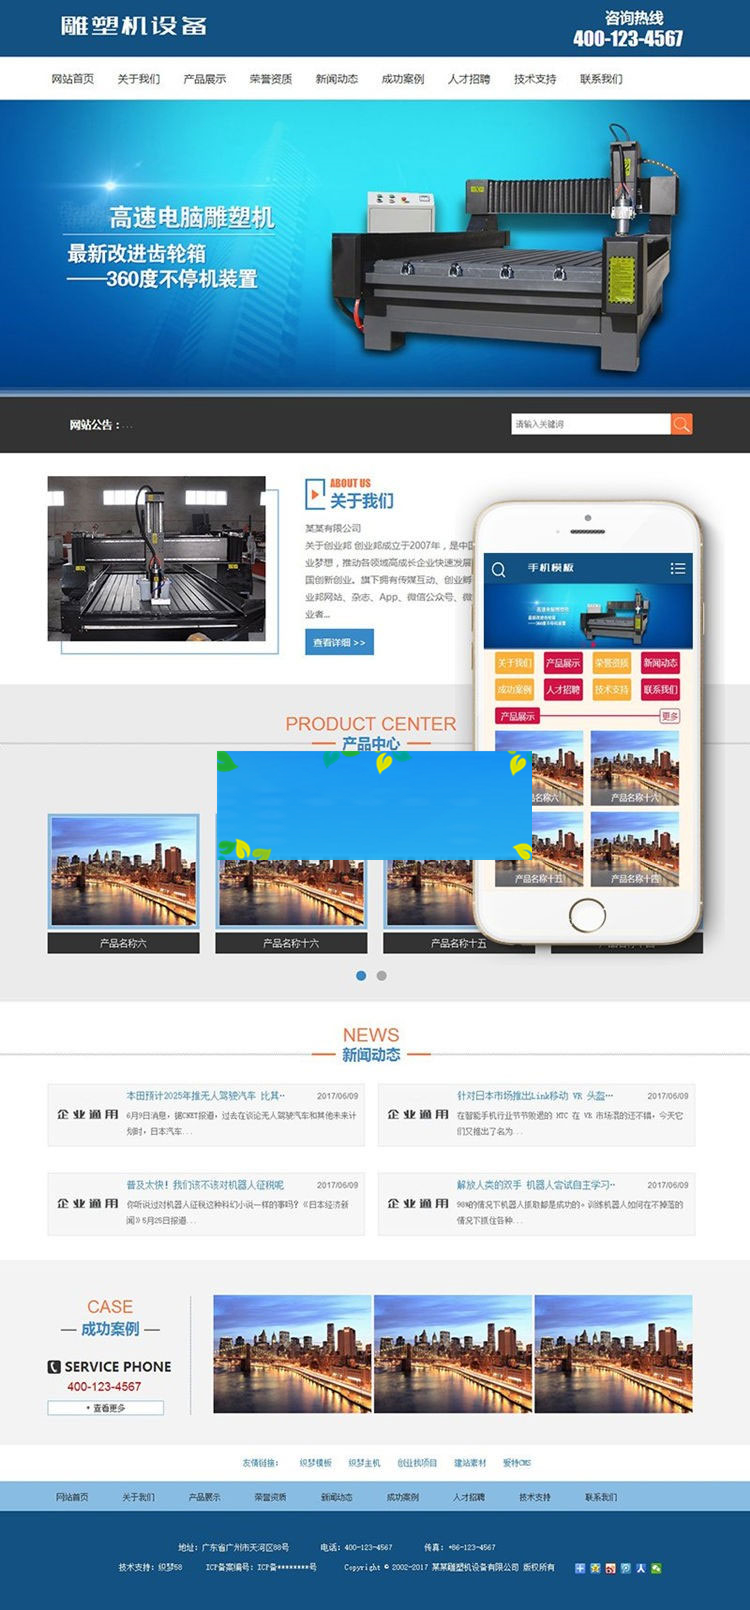 雕塑机设备
咨询热线
400-123-4567
网站首页 关于我们 产品展示 荣誉资质 新闻动态 成功案例 人才招聘 技术支持 联系我们
高速电脑雕塑机
最新改进齿轮箱
——360度不停机装置
网站公告：...
请输入关键词
ABOUT US
关于我们
某某有限公司
关于创业邦 创业邦成立于2007年，是中国
业梦想，推动各领域高成长企业快速发展
国创新创业。旗下拥有传媒互动、创业孵
业邦网站、杂志、App、微信公众号、微
业者...
查看详细 >>
手机模板
高速电脑雕塑机
最新改进齿轮箱
——360度不停机装置
关于我们 产品展示 荣誉资质 新闻动态
成功案例 人才招聘 技术支持 联系我们
产品展示 更多
品名称六 产品名称十六
产品名称十五 产品名称十四
PRODUCT CENTER
产品中心
产品名称六 产品名称十六 产品名称十五
NEWS
新闻动态
企业通用
本田预计2025年推无人驾驶汽车 比其··
2017/06/09
6月9日消息，据CNET报道，过去在谈论无人驾驶汽车和其他未来计
划时，日本汽车...
企业通用
针对日本市场推出Link移动 VR 头盔···
2017/06/09
在智能手机行业节节败退的 HTC 在 VR 市场混的还不错，今天它
们又推出了名为...
企业通用
普及太快！我们该不该对机器人征税呢
2017/06/09
你听说过对机器人征税这种科幻小说一样的事吗？《日本经济新
闻》5月25日报道...
企业通用
解放人类的双手 机器人尝试自主学习··
2017/06/09
98%的情况下机器人抓取都是成功的。训练机器人如何在不掉落的
情况下抓住各种...
CASE
成功案例
SERVICE PHONE
400-123-4567
+ 查看更多
友情链接： 织梦模板 织梦主机 创业找项目 建站素材 爱特CMS
网站首页 关于我们 产品展示 荣誉资质 新闻动态 成功案例 人才招聘 技术支持 联系我们
地址：广东省广州市天河区88号 电话：400-123-4567 传真：+86-123-4567
技术支持：织梦58 ICP备案编号：ICP备********号 Copyright © 2002-2017 某某雕塑机设备有限公司 版权所有